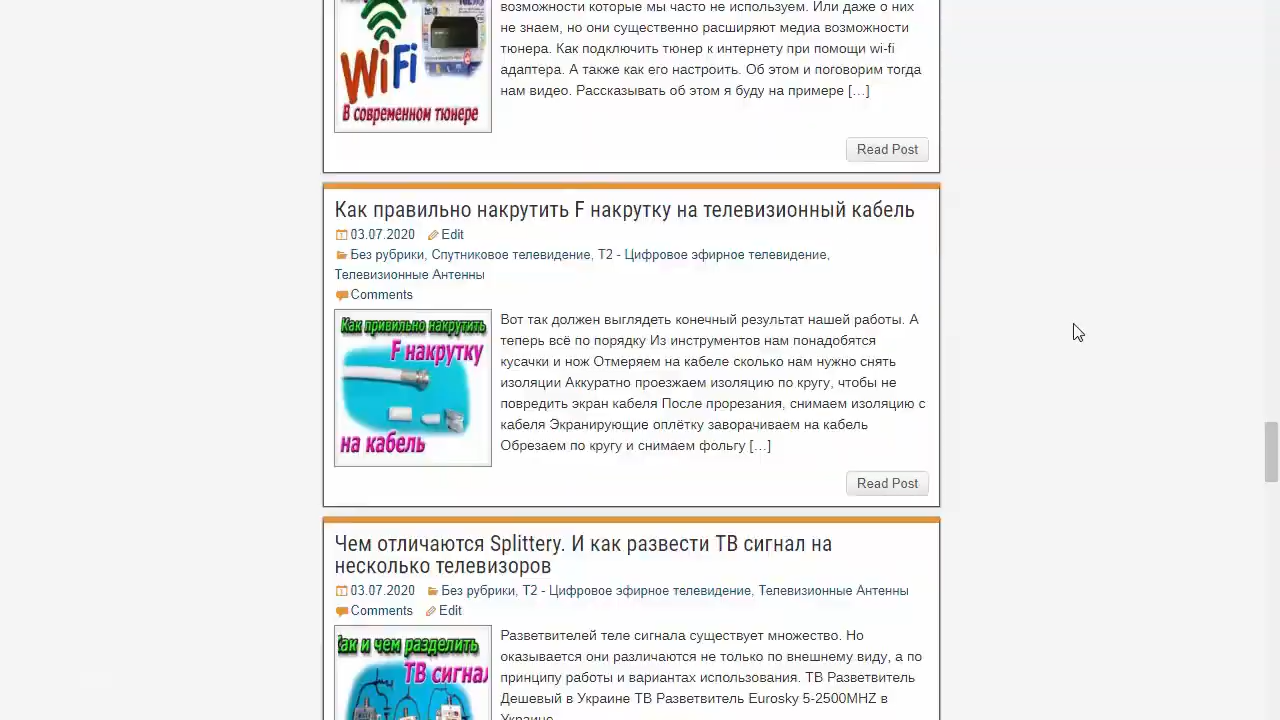 возможности которые мы часто не используем. Или даже о них
не знаем, но они существенно расширяют медиа возможности
тюнера. Как подключить тюнер к интернету при помощи wi-fi
адаптера. А также как его настроить. Об этом и поговорим тогда
нам видео. Рассказывать об этом я буду на примере […]
WiFi
В современном тюнере
Read Post
Как правильно накрутить F накрутку на телевизионный кабель
03.07.2020 Edit
Без рубрики, Спутниковое телевидение, Т2 - Цифровое эфирное телевидение,
Телевизионные Антенны
Comments
Как привильно накрутить
F накрутку
на кабель
Вот так должен выглядеть конечный результат нашей работы. А
теперь всё по порядку Из инструментов нам понадобятся
кусачки и нож Отмеряем на кабеле сколько нам нужно снять
изоляции Аккуратно проезжаем изоляцию по кругу, чтобы не
повредить экран кабеля После прорезания, снимаем изоляцию с
кабеля Экранирующие оплётку заворачиваем на кабель
Обрезаем по кругу и снимаем фольгу […]
Read Post
Чем отличаются Splittery. И как развести ТВ сигнал на
несколько телевизоров
03.07.2020 Без рубрики, Т2 - Цифровое эфирное телевидение, Телевизионные Антенны
Comments Edit
Как и чем разделить
ТВ сигнал
Разветвителей теле сигнала существует множество. Но
оказывается они различаются не только по внешнему виду, а по
принципу работы и вариантах использования. ТВ Разветвитель
Дешевый в Украине ТВ Разветвитель Eurosky 5-2500MHZ в
Украине